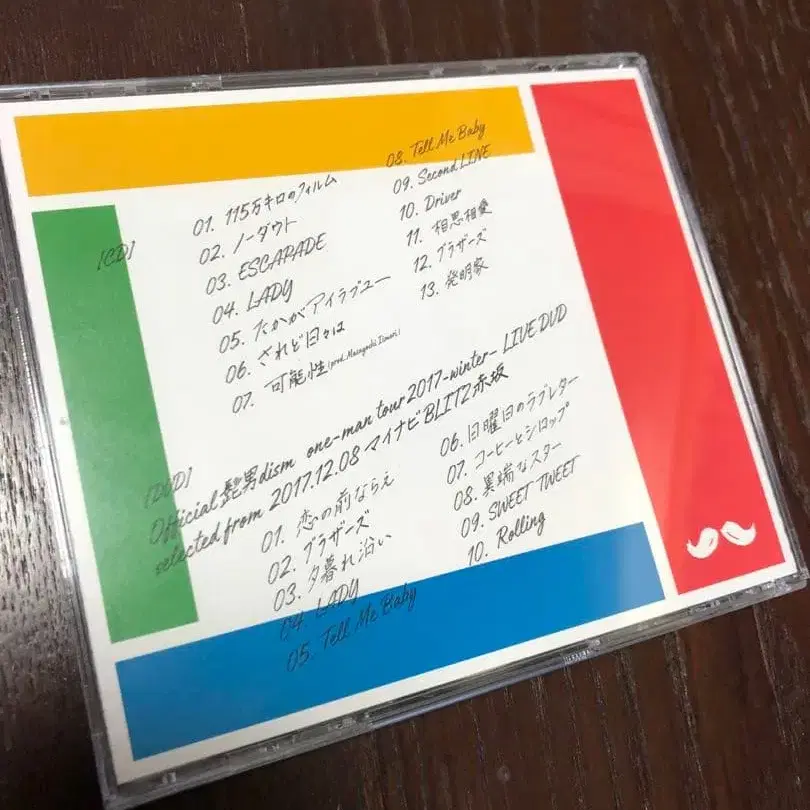 [CD]
01. 115万キロのフィルム
02. ノーダウト
03. ESCAPADE
04. LADY
05. たかがアイラブユー
06. されど日々は
07. 可能性 (prod. Masayoshi Iimori)
08. Tell Me Baby
09. Second LINE
10. Driver
11. 相思相愛
12. ブラザーズ
13. 発明家
[DVD]
Official髭男dism one-man tour 2017-winter- LIVE DVD
selected from 2017.12.08 マイナビBLITZ赤坂
01. 恋の前ならえ
02. ブラザーズ
03. 夕暮れ沿い
04. LADY
05. Tell Me Baby
06. 日曜日のラブレター
07. コーヒーとシロップ
08. 異端なスター
09. SWEET TWEET
10. Rolling